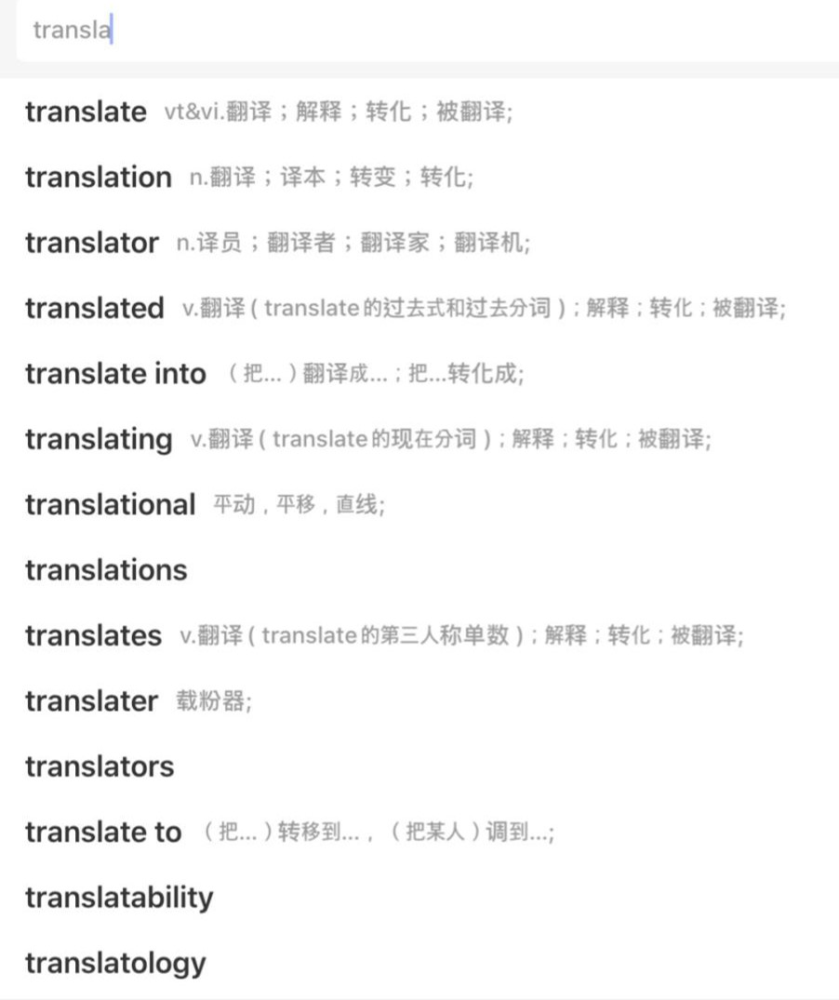 transla
translate vt&vi.翻译；解释；转化；被翻译;
translation n.翻译；译本；转变；转化;
translator n.译员；翻译者；翻译家；翻译机;
translated v.翻译（translate的过去式和过去分词）；解释；转化；被翻译;
translate into （把...）翻译成...；把...转化成;
translating v.翻译（translate的现在分词）；解释；转化；被翻译;
translational 平动，平移，直线;
translations
translates v.翻译（translate的第三人称单数）；解释；转化；被翻译;
translater 载粉器;
translators
translate to （把...）转移到...，（把某人）调到...;
translatability
translatology